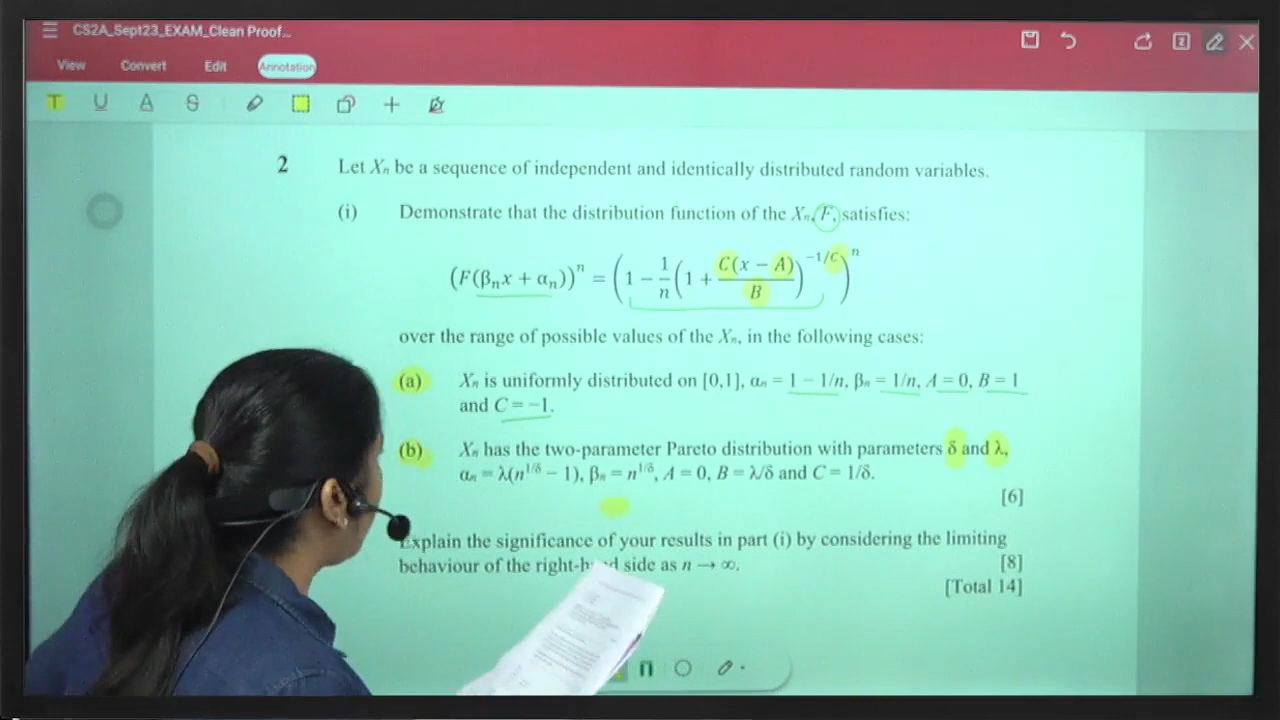 CS2A_Sept23_EXAM_Clean Proof...
View Convert Edit Annotation
T U A S
2 Let Xₙ be a sequence of independent and identically distributed random variables.
(i) Demonstrate that the distribution function of the Xₙ, F, satisfies:
(F(βₙx + αₙ))ⁿ = (1 − 1/n (1 + C(x − A)/B)^(−1/C))ⁿ
over the range of possible values of the Xₙ, in the following cases:
(a) Xₙ is uniformly distributed on [0,1], αₙ = 1 − 1/n, βₙ = 1/n, A = 0, B = 1
and C = −1.
(b) Xₙ has the two-parameter Pareto distribution with parameters δ and λ,
αₙ = λ(n^(1/δ) − 1), βₙ = n^(1/δ), A = 0, B = λ/δ and C = 1/δ.
[6]
Explain the significance of your results in part (i) by considering the limiting
behaviour of the right-hand side as n → ∞. [8]
[Total 14]